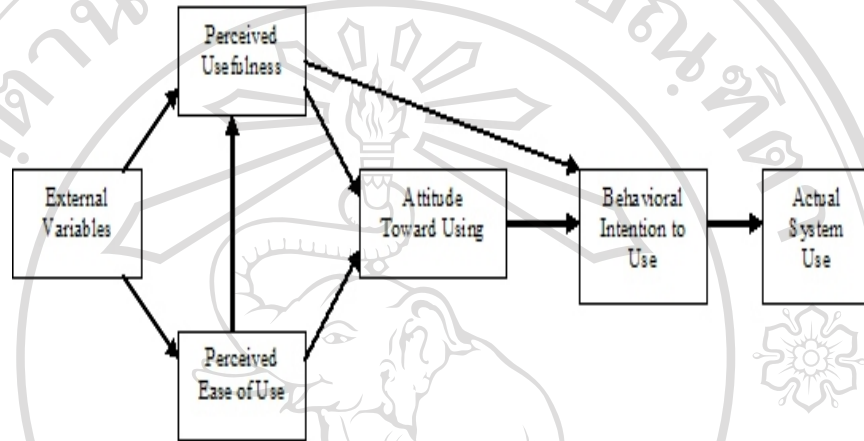 Perceived
Usefulness
External
Variables
Attitude
Toward Using
Behavioral
Intention to
Use
Actual
System
Use
Perceived
Ease of Use